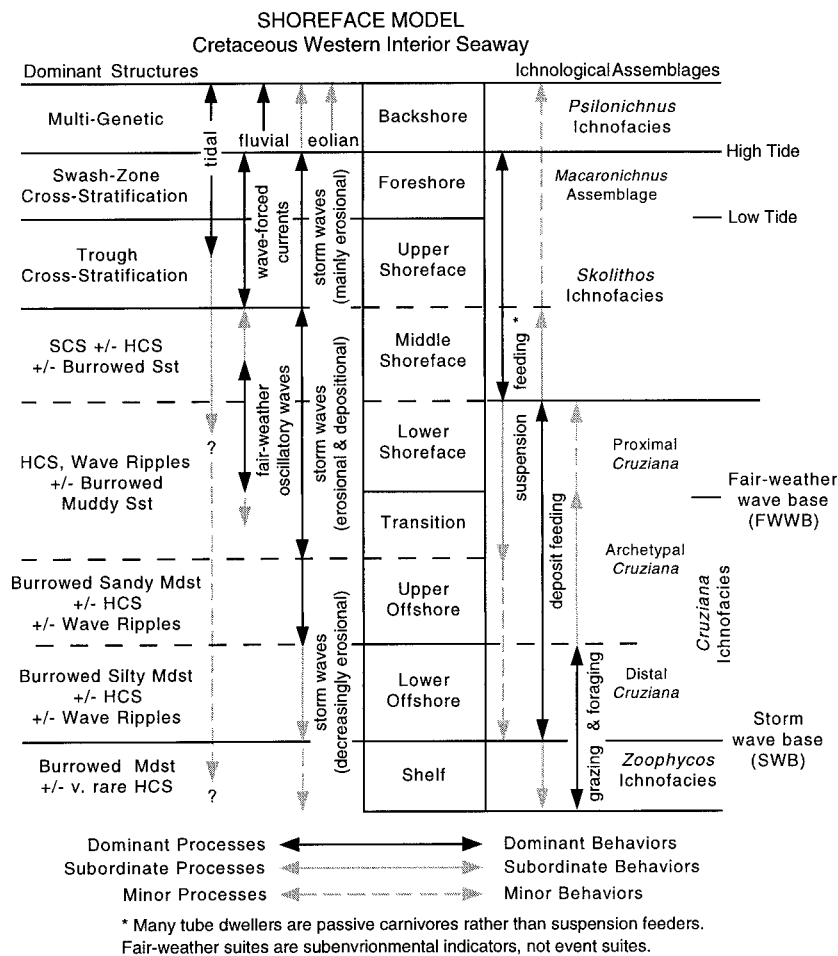 SHOREFACE MODEL
Cretaceous Western Interior Seaway
Dominant Structures
Ichnological Assemblages
Multi-Genetic
tidal
fluvial
eolian
Backshore
Psilonichnus
Ichnofacies
High Tide
Swash-Zone
Cross-Stratification
wave-forced
currents
storm waves
(mainly erosional)
Foreshore
Macaronichnus
Assemblage
Low Tide
Trough
Cross-Stratification
Upper
Shoreface
Skolithos
Ichnofacies
SCS +/- HCS
+/- Burrowed Sst
Middle
Shoreface
suspension feeding *
HCS, Wave Ripples
+/- Burrowed
Muddy Sst
?
fair-weather
oscillatory waves
storm waves
(erosional & depositional)
Lower
Shoreface
Proximal
Cruziana
Fair-weather
wave base
(FWWB)
Transition
deposit feeding
Archetypal
Cruziana
Cruziana
Ichnofacies
Burrowed Sandy Mdst
+/- HCS
+/- Wave Ripples
storm waves
(decreasingly erosional)
Upper
Offshore
Burrowed Silty Mdst
+/- HCS
+/- Wave Ripples
Lower
Offshore
grazing & foraging
Distal
Cruziana
Storm
wave base
(SWB)
Burrowed Mdst
+/- v. rare HCS
?
Shelf
Zoophycos
Ichnofacies
Dominant Processes
Dominant Behaviors
Subordinate Processes
Subordinate Behaviors
Minor Processes
Minor Behaviors
* Many tube dwellers are passive carnivores rather than suspension feeders.
Fair-weather suites are subenvrionmental indicators, not event suites.